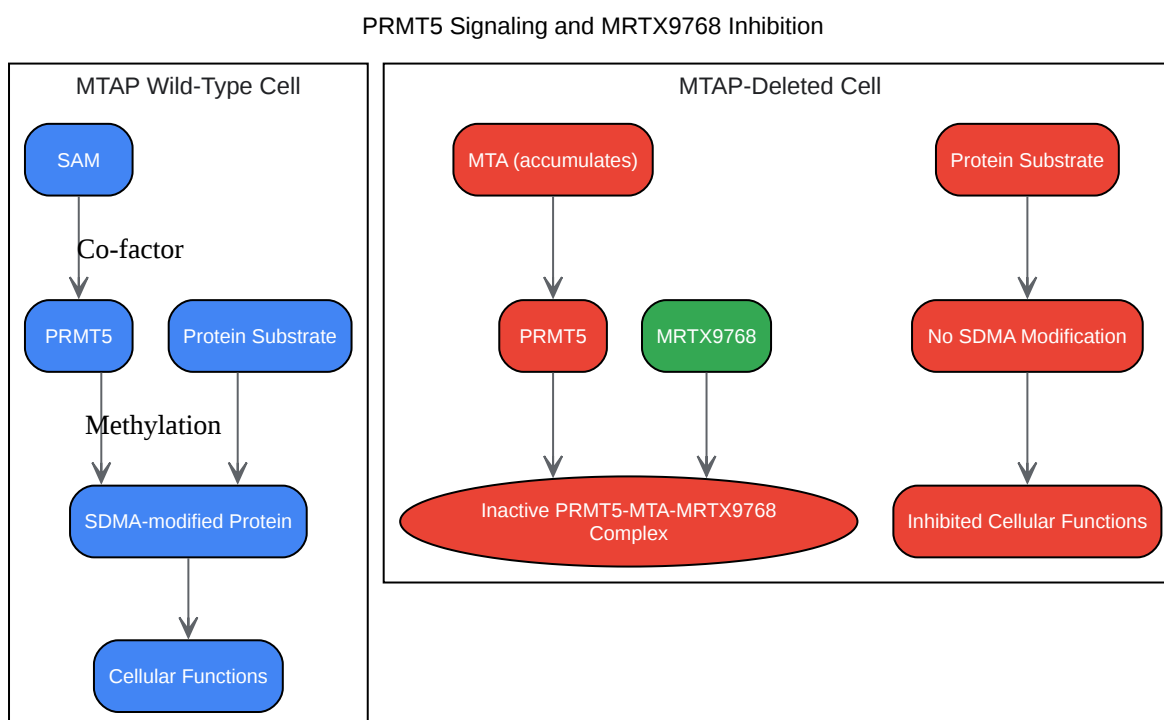 PRMT5 Signaling and MRTX9768 Inhibition
MTAP Wild-Type Cell
SAM
Co-factor
PRMT5
Protein Substrate
Methylation
SDMA-modified Protein
Cellular Functions
MTAP-Deleted Cell
MTA (accumulates)
PRMT5
MRTX9768
Inactive PRMT5-MTA-MRTX9768
Complex
Protein Substrate
No SDMA Modification
Inhibited Cellular Functions